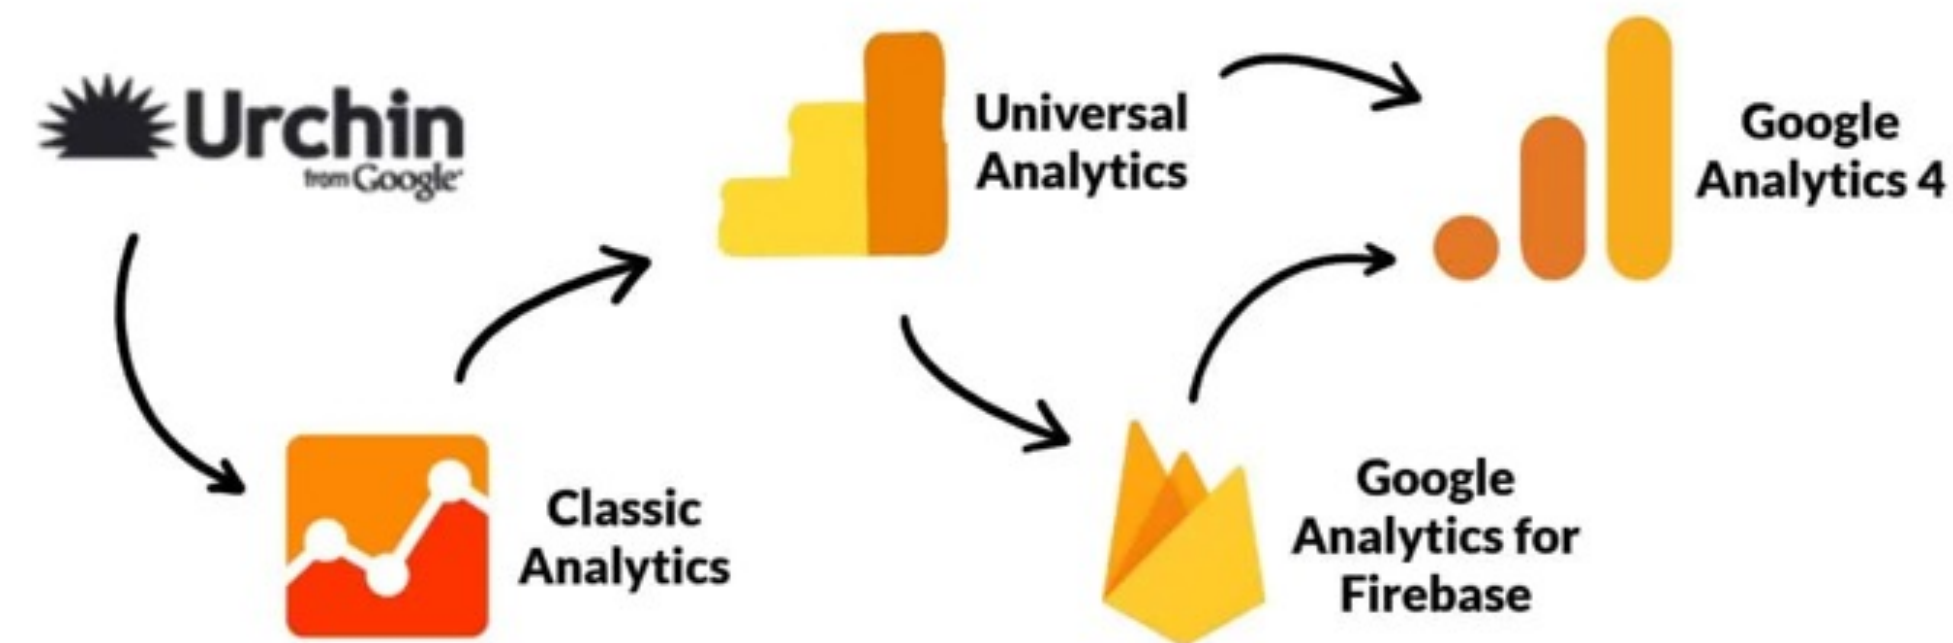 Urchin
from Google
Classic
Analytics
Universal
Analytics
Google
Analytics for
Firebase
Google
Analytics 4